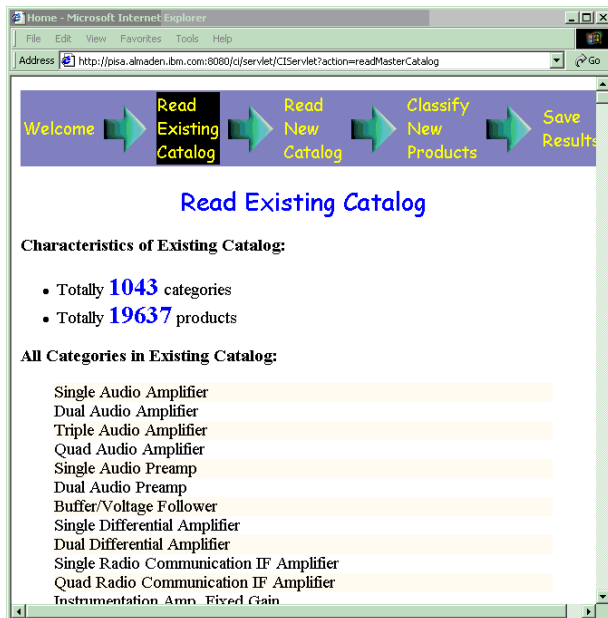 Home - Microsoft Internet Explorer
File Edit View Favorites Tools Help
Address http://pisa.almaden.ibm.com:8080/ci/servlet/CIServlet?action=readMasterCatalog Go
Welcome
Read Existing Catalog
Read New Catalog
Classify New Products
Save Results
Read Existing Catalog
Characteristics of Existing Catalog:
Totally 1043 categories
Totally 19637 products
All Categories in Existing Catalog:
Single Audio Amplifier
Dual Audio Amplifier
Triple Audio Amplifier
Quad Audio Amplifier
Single Audio Preamp
Dual Audio Preamp
Buffer/Voltage Follower
Single Differential Amplifier
Dual Differential Amplifier
Single Radio Communication IF Amplifier
Quad Radio Communication IF Amplifier
Instrumentation Amp, Fixed Gain